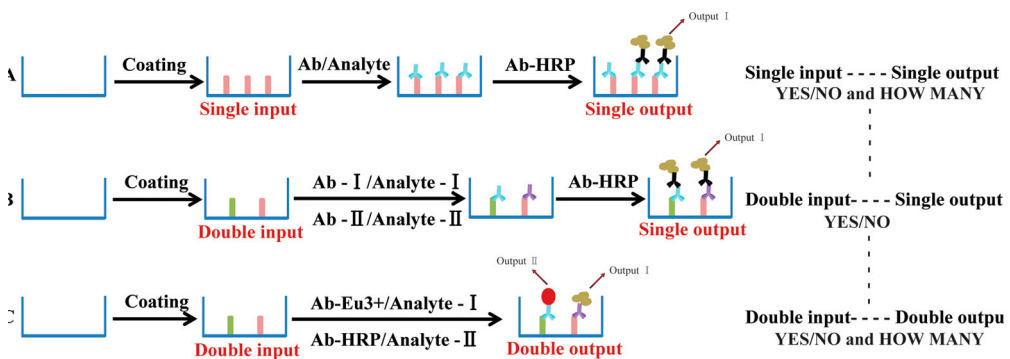 A
Coating
Ab/Analyte
Ab-HRP
Output Ⅰ
Single input
Single output
Single input - - - - Single output
YES/NO and HOW MANY
Coating
Ab - Ⅰ /Analyte - Ⅰ
Ab - Ⅱ /Analyte - Ⅱ
Ab-HRP
Output Ⅰ
Double input
Single output
Double input - - - - Single output
YES/NO
C
Coating
Ab-Eu3+/Analyte - Ⅰ
Ab-HRP/Analyte - Ⅱ
Output Ⅱ
Output Ⅰ
Double input
Double output
Double input- - - - Double outpu
YES/NO and HOW MANY